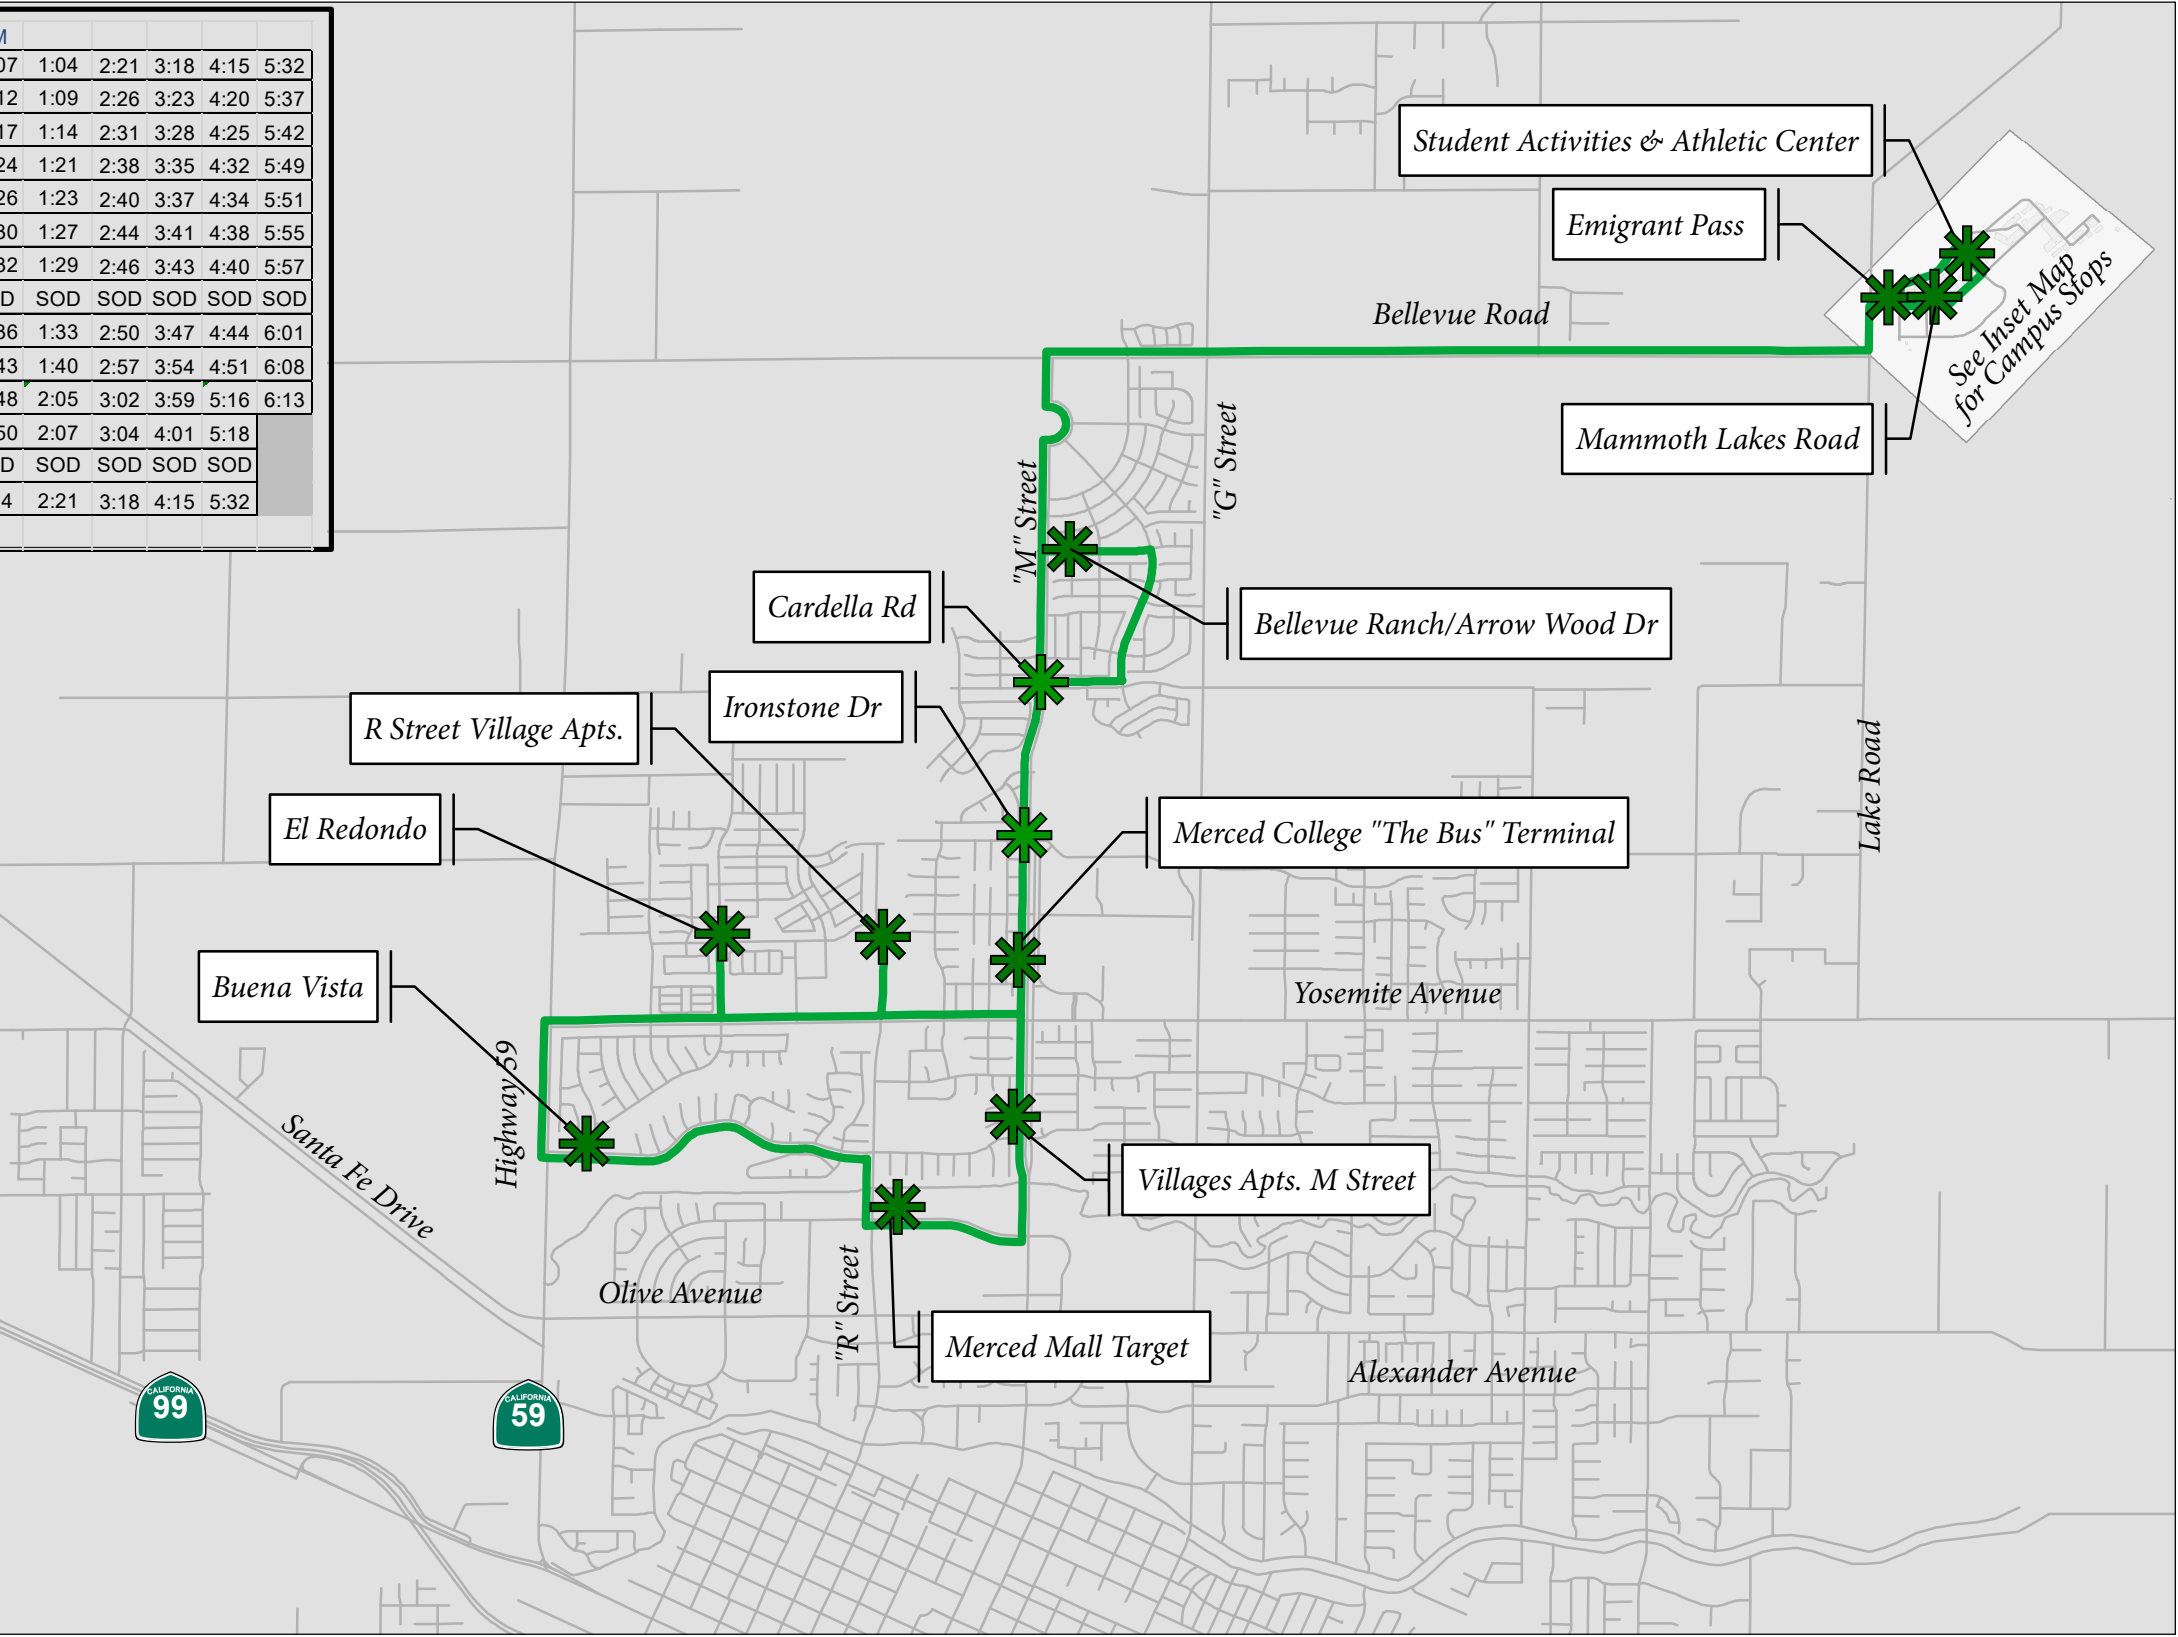 1:04 2:21 3:18 4:15 5:32
1:09 2:26 3:23 4:20 5:37
1:14 2:31 3:28 4:25 5:42
1:21 2:38 3:35 4:32 5:49
1:23 2:40 3:37 4:34 5:51
1:27 2:44 3:41 4:38 5:55
1:29 2:46 3:43 4:40 5:57
SOD SOD SOD SOD SOD
1:33 2:50 3:47 4:44 6:01
1:40 2:57 3:54 4:51 6:08
2:05 3:02 3:59 5:16 6:13
2:07 3:04 4:01 5:18
SOD SOD SOD SOD
2:21 3:18 4:15 5:32
Student Activities & Athletic Center
Emigrant Pass
Bellevue Road
See Inset Map
for Campus Stops
Mammoth Lakes Road
"G" Street
"M" Street
Cardella Rd
Bellevue Ranch/Arrow Wood Dr
Ironstone Dr
R Street Village Apts.
Lake Road
El Redondo
Merced College "The Bus" Terminal
Buena Vista
Yosemite Avenue
Highway 59
Santa Fe Drive
Villages Apts. M Street
Olive Avenue
"R" Street
Merced Mall Target
Alexander Avenue
CALIFORNIA
99
CALIFORNIA
59